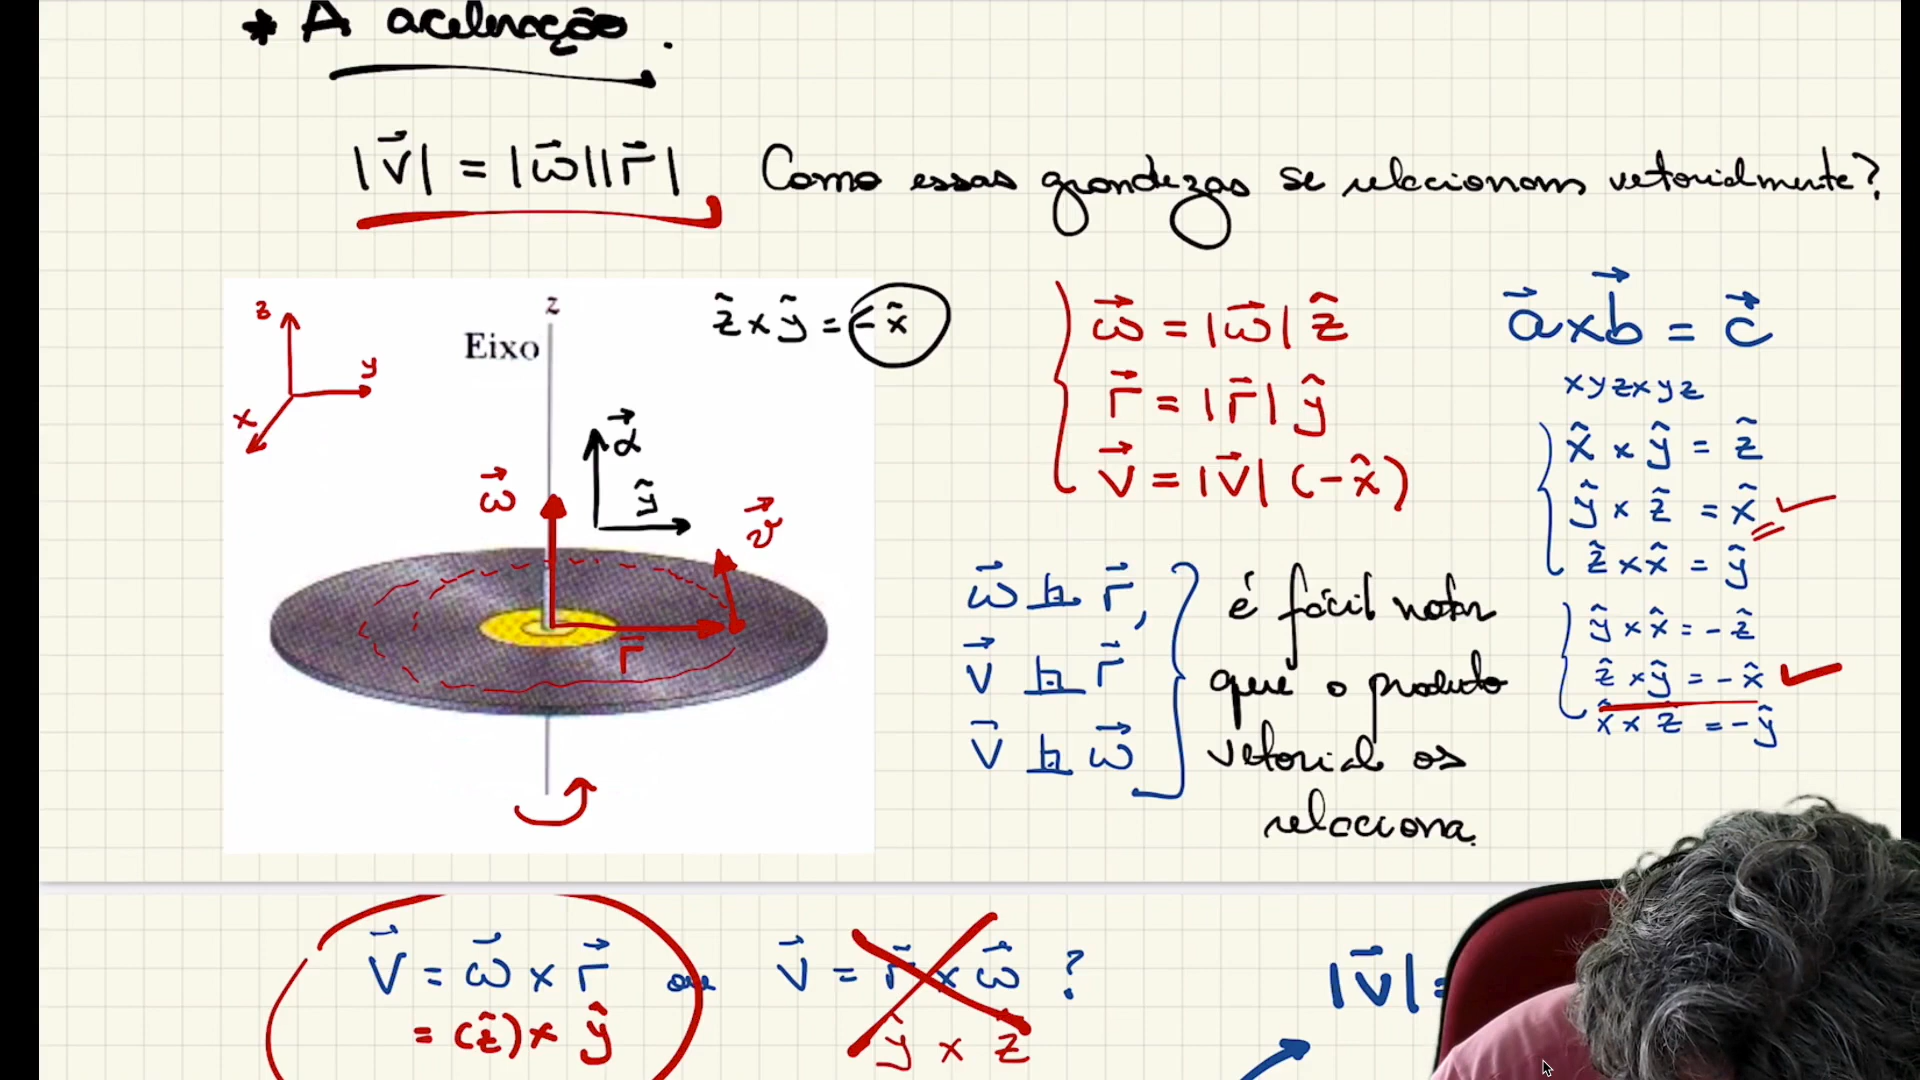 * A aceleração.
|v⃗| = |ω⃗||r⃗| Como essas grandezas se relacionam vetorialmente?
z
y
x
z
Eixo
ẑ x ŷ = -x̂
α⃗
ŷ
ω⃗
v⃗
r⃗
ω⃗ = |ω⃗| ẑ
r⃗ = |r⃗| ŷ
v⃗ = |v⃗| (-x̂)
a⃗ x b⃗ = c⃗
xyzxyz
x̂ x ŷ = ẑ
ŷ x ẑ = x̂
ẑ x x̂ = ŷ
ŷ x x̂ = -ẑ
ẑ x ŷ = -x̂
x̂ x ẑ = -ŷ
ω⃗ ⊥ r⃗,
v⃗ ⊥ r⃗
v⃗ ⊥ ω⃗
é fácil notar
que o produto
vetorial os
relaciona.
v⃗ = ω⃗ x r⃗ ou v⃗ = r⃗ x ω⃗ ?
= (ẑ) x ŷ
ŷ x ẑ
|v⃗| =